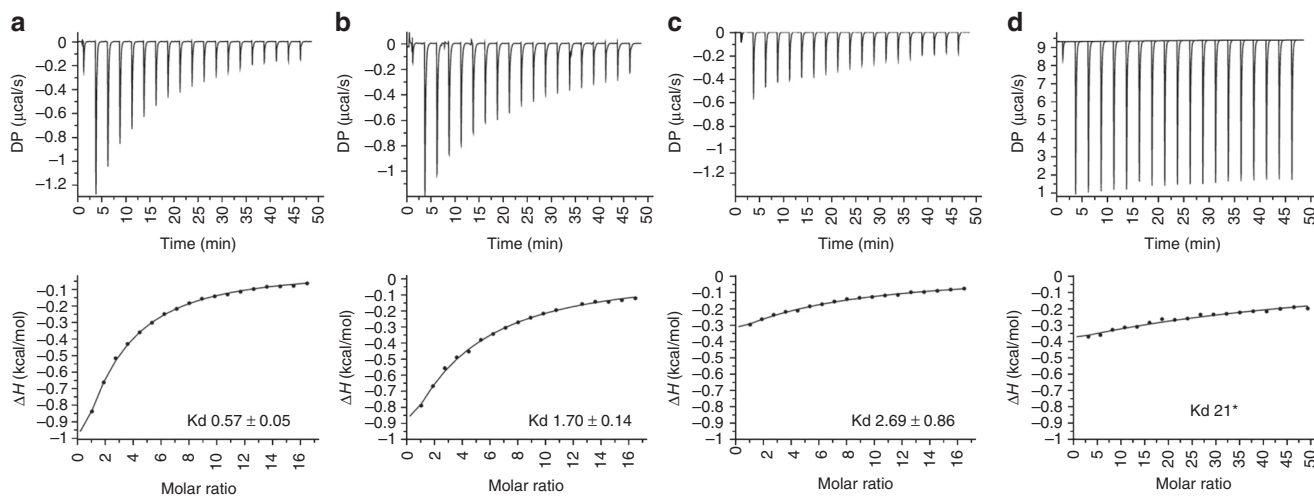 a
0
−0.2
−0.4
−0.6
−0.8
−1
−1.2
DP (μcal/s)
0 5 10 15 20 25 30 35 40 45 50
Time (min)
b
0
−0.2
−0.4
−0.6
−0.8
−1
DP (μcal/s)
0 5 10 15 20 25 30 35 40 45 50
Time (min)
c
0
−0.2
−0.4
−0.6
−0.8
−1
−1.2
DP (μcal/s)
0 5 10 15 20 25 30 35 40 45 50
Time (min)
d
9
8
7
6
5
4
3
2
1
DP (μcal/s)
0 5 10 15 20 25 30 35 40 45 50
Time (min)
0
−0.1
−0.2
−0.3
−0.4
−0.5
−0.6
−0.7
−0.8
−0.9
−1
ΔH (kcal/mol)
Kd 0.57 ± 0.05
0 2 4 6 8 10 12 14 16
Molar ratio
0
−0.1
−0.2
−0.3
−0.4
−0.5
−0.6
−0.7
−0.8
−0.9
−1
ΔH (kcal/mol)
Kd 1.70 ± 0.14
0 2 4 6 8 10 12 14 16
Molar ratio
0
−0.1
−0.2
−0.3
−0.4
−0.5
−0.6
−0.7
−0.8
−0.9
−1
ΔH (kcal/mol)
Kd 2.69 ± 0.86
0 2 4 6 8 10 12 14 16
Molar ratio
0
−0.1
−0.2
−0.3
−0.4
−0.5
−0.6
−0.7
−0.8
−0.9
−1
ΔH (kcal/mol)
Kd 21*
0 5 10 15 20 25 30 35 40 45 50
Molar ratio